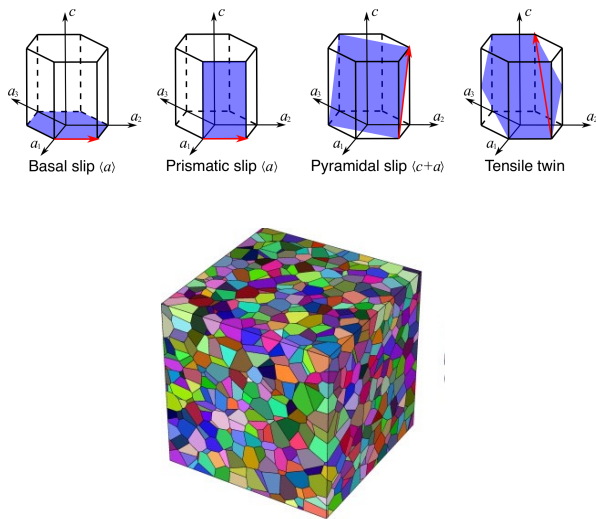 c c c c
a₃ a₃ a₃ a₃
a₂ a₂ a₂ a₂
a₁ a₁ a₁ a₁
Basal slip ⟨a⟩ Prismatic slip ⟨a⟩ Pyramidal slip ⟨c+a⟩ Tensile twin